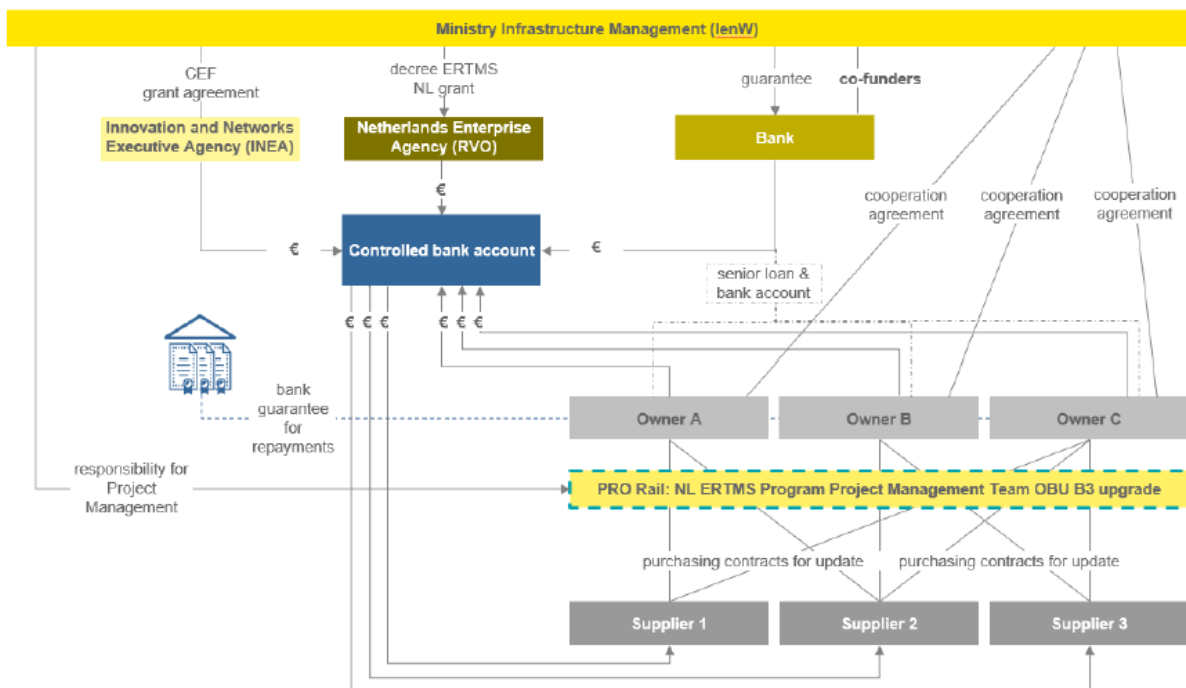 Ministry Infrastructure Management (IenW)
CEF
grant agreement
decree ERTMS
NL grant
guarantee
co-funders
Innovation and Networks
Executive Agency (INEA)
Netherlands Enterprise
Agency (RVO)
Bank
€
cooperation
agreement
cooperation
agreement
cooperation
agreement
€
Controlled bank account
€
senior loan &
bank account
€ € € € € €
bank
guarantee
for
repayments
Owner A
Owner B
Owner C
responsibility for
Project
Management
PRO Rail: NL ERTMS Program Project Management Team OBU B3 upgrade
purchasing contracts for update
purchasing contracts for update
Supplier 1
Supplier 2
Supplier 3